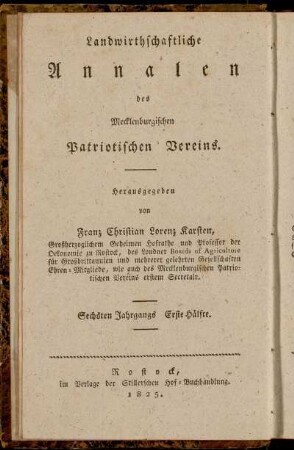 Landwirthschaftliche
Annalen
des
Mecklenburgischen
Patriotischen Vereins.
Herausgegeben
von
Franz Christian Lorenz Karsten,
Großherzoglichem Geheimen Hofrathe und Professor der
Oekonomie zu Rostock, des Londner Boards of Agriculture
für Großbrittannien und mehrerer gelehrten Gesellschaften
Ehren-Mitgliede, wie auch des Mecklenburgischen Patrio-
tischen Vereins erstem Secretair.
Sechsten Jahrgangs Erste-Hälfte.
Rostock,
Im Verlage der Stillerschen Hof-Buchhandlung.
1825.